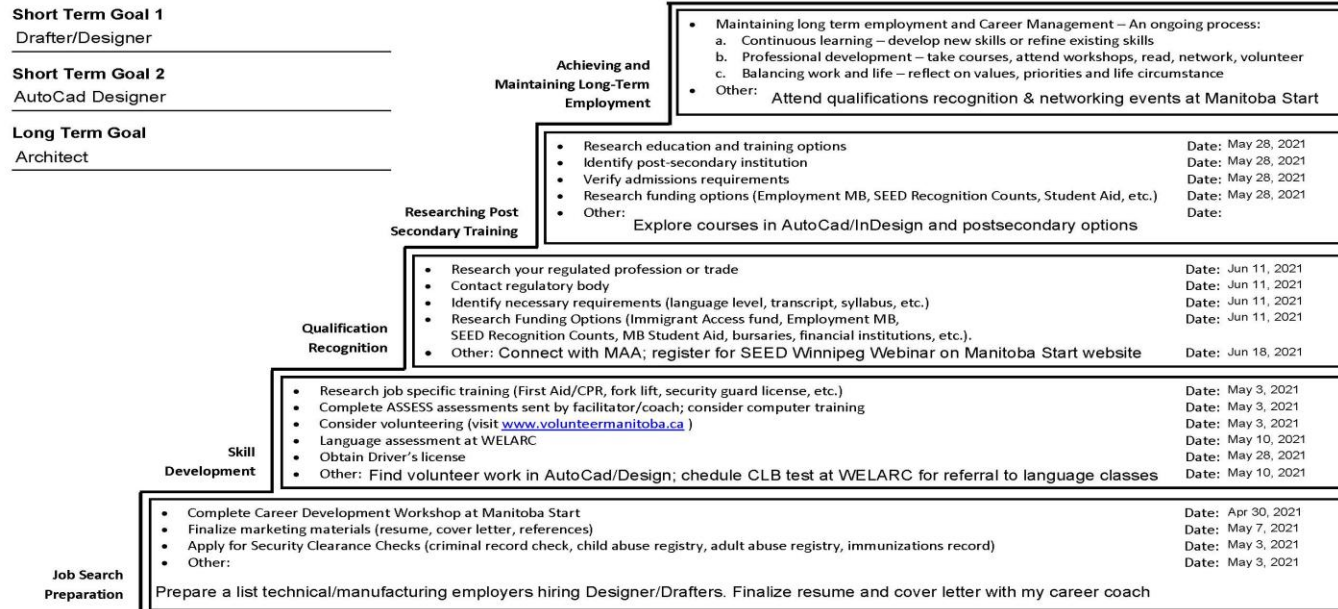 Short Term Goal 1
Drafter/Designer
Short Term Goal 2
AutoCad Designer
Long Term Goal
Architect
Achieving and
Maintaining Long-Term
Employment
• Maintaining long term employment and Career Management – An ongoing process:
a. Continuous learning – develop new skills or refine existing skills
b. Professional development – take courses, attend workshops, read, network, volunteer
c. Balancing work and life – reflect on values, priorities and life circumstance
• Other: Attend qualifications recognition & networking events at Manitoba Start
Researching Post
Secondary Training
• Research education and training options Date: May 28, 2021
• Identify post-secondary institution Date: May 28, 2021
• Verify admissions requirements Date: May 28, 2021
• Research funding options (Employment MB, SEED Recognition Counts, Student Aid, etc.) Date: May 28, 2021
• Other: Date:
Explore courses in AutoCad/InDesign and postsecondary options
Qualification
Recognition
• Research your regulated profession or trade Date: Jun 11, 2021
• Contact regulatory body Date: Jun 11, 2021
• Identify necessary requirements (language level, transcript, syllabus, etc.) Date: Jun 11, 2021
• Research Funding Options (Immigrant Access fund, Employment MB, Date: Jun 11, 2021
SEED Recognition Counts, MB Student Aid, bursaries, financial institutions, etc.).
• Other: Connect with MAA; register for SEED Winnipeg Webinar on Manitoba Start website Date: Jun 18, 2021
Skill
Development
• Research job specific training (First Aid/CPR, fork lift, security guard license, etc.) Date: May 3, 2021
• Complete ASSESS assessments sent by facilitator/coach; consider computer training Date: May 3, 2021
• Consider volunteering (visit www.volunteermanitoba.ca ) Date: May 3, 2021
• Language assessment at WELARC Date: May 10, 2021
• Obtain Driver's license Date: May 28, 2021
• Other: Find volunteer work in AutoCad/Design; chedule CLB test at WELARC for referral to language classes Date: May 10, 2021
Job Search
Preparation
• Complete Career Development Workshop at Manitoba Start Date: Apr 30, 2021
• Finalize marketing materials (resume, cover letter, references) Date: May 7, 2021
• Apply for Security Clearance Checks (criminal record check, child abuse registry, adult abuse registry, immunizations record) Date: May 3, 2021
• Other: Date: May 3, 2021
Prepare a list technical/manufacturing employers hiring Designer/Drafters. Finalize resume and cover letter with my career coach